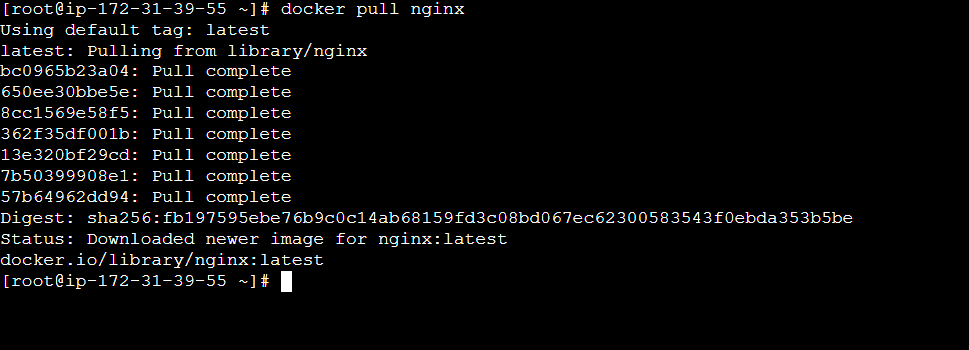 [root@ip-172-31-39-55 ~]# docker pull nginx
Using default tag: latest
latest: Pulling from library/nginx
bc0965b23a04: Pull complete
650ee30bbe5e: Pull complete
8cc1569e58f5: Pull complete
362f35df001b: Pull complete
13e320bf29cd: Pull complete
7b50399908e1: Pull complete
57b64962dd94: Pull complete
Digest: sha256:fb197595ebe76b9c0c14ab68159fd3c08bd067ec62300583543f0ebda353b5be
Status: Downloaded newer image for nginx:latest
docker.io/library/nginx:latest
[root@ip-172-31-39-55 ~]#